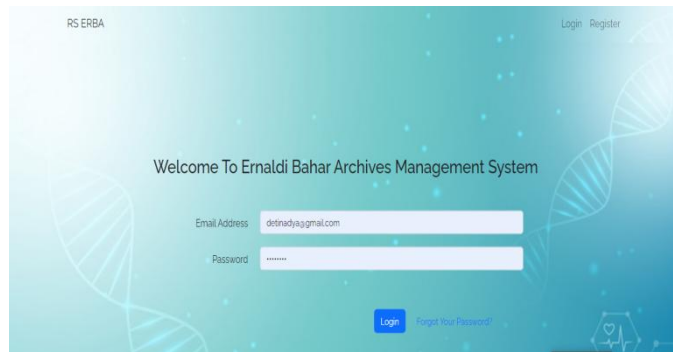 RS ERBA
Login Register
Welcome To Ernaldi Bahar Archives Management System
Email Address detinadya@gmail.com
Password ········
Login Forgot Your Password?